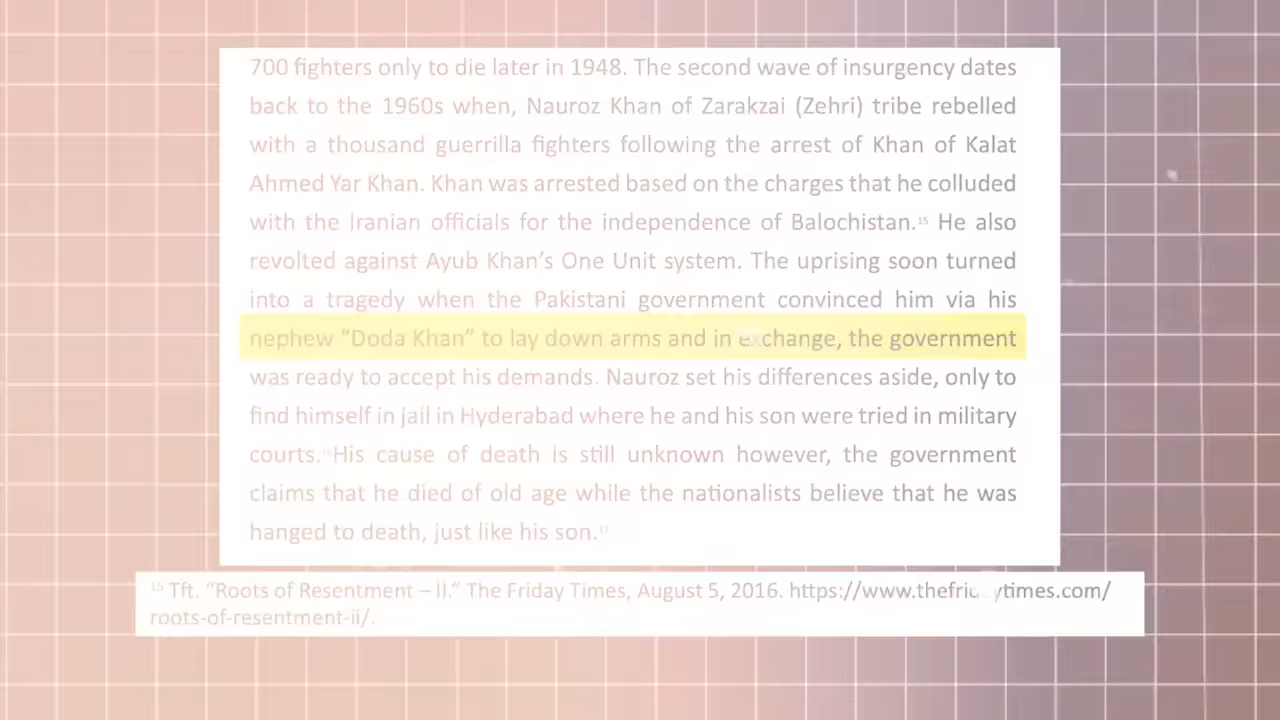 700 fighters only to die later in 1948. The second wave of insurgency dates
back to the 1960s when, Nauroz Khan of Zarakzai (Zehri) tribe rebelled
with a thousand guerrilla fighters following the arrest of Khan of Kalat
Ahmed Yar Khan. Khan was arrested based on the charges that he colluded
with the Iranian officials for the independence of Balochistan.¹⁵ He also
revolted against Ayub Khan’s One Unit system. The uprising soon turned
into a tragedy when the Pakistani government convinced him via his
nephew “Doda Khan” to lay down arms and in exchange, the government
was ready to accept his demands. Nauroz set his differences aside, only to
find himself in jail in Hyderabad where he and his son were tried in military
courts.¹⁶His cause of death is still unknown however, the government
claims that he died of old age while the nationalists believe that he was
hanged to death, just like his son.¹⁷
¹⁵ Tft. “Roots of Resentment – II.” The Friday Times, August 5, 2016. https://www.thefridaytimes.com/
roots-of-resentment-ii/.